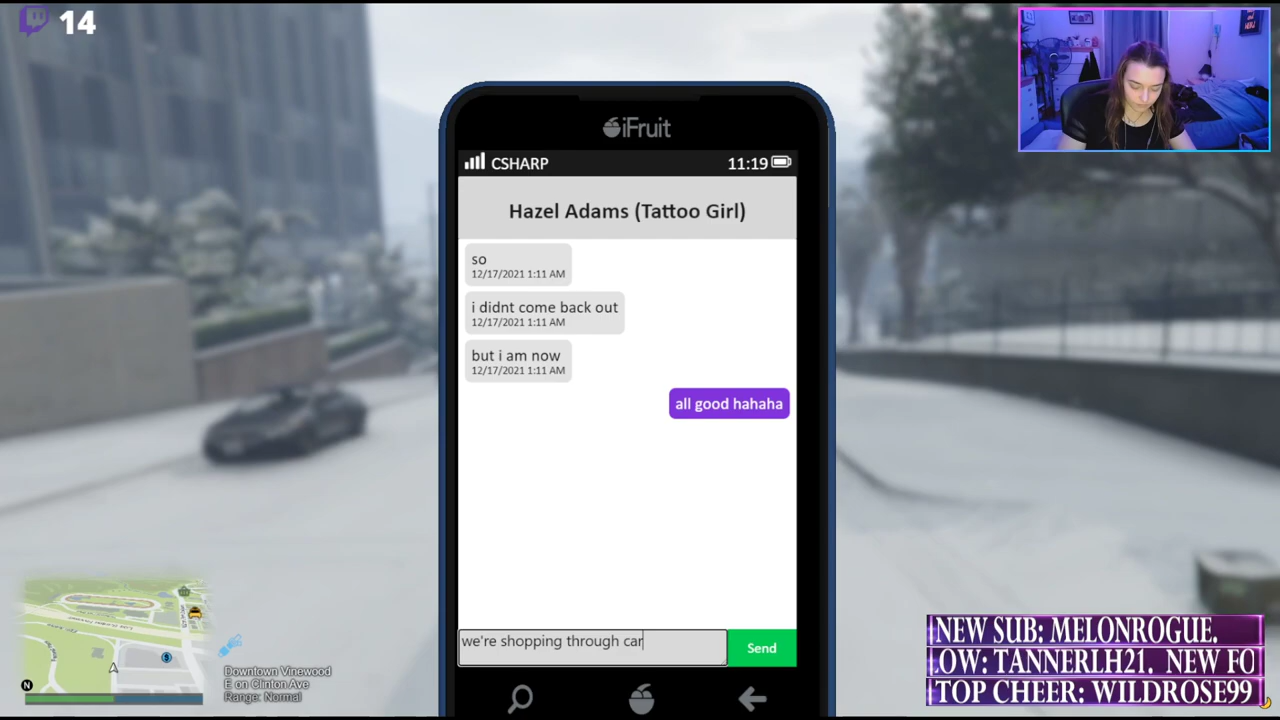 14
iFruit
CSHARP 11:19
Hazel Adams (Tattoo Girl)
so
12/17/2021 1:11 AM
i didnt come back out
12/17/2021 1:11 AM
but i am now
12/17/2021 1:11 AM
all good hahaha
we're shopping through car
Send
Downtown Vinewood
E on Clinton Ave
Range: Normal
N
NEW SUB: MELONROGUE.
OW: TANNERLH21. NEW FO
TOP CHEER: WILDROSE99